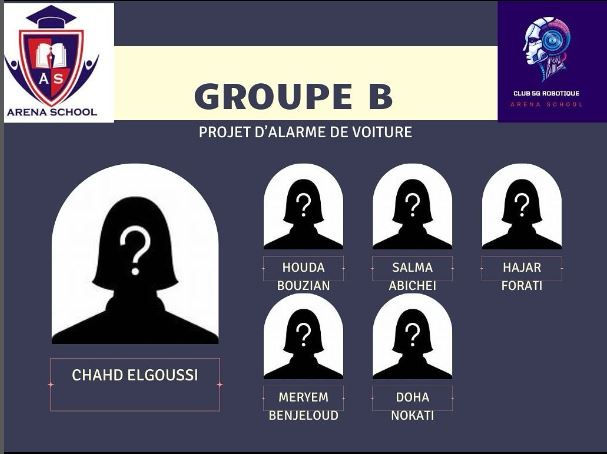 A S
ARENA SCHOOL
CLUB 5G ROBOTIQUE
ARENA SCHOOL
GROUPE B
PROJET D'ALARME DE VOITURE
?
?
?
?
CHAHD ELGOUSSI
HOUDA
BOUZIAN
SALMA
ABICHEI
HAJAR
FORATI
?
?
MERYEM
BENJELOUD
DOHA
NOKATI